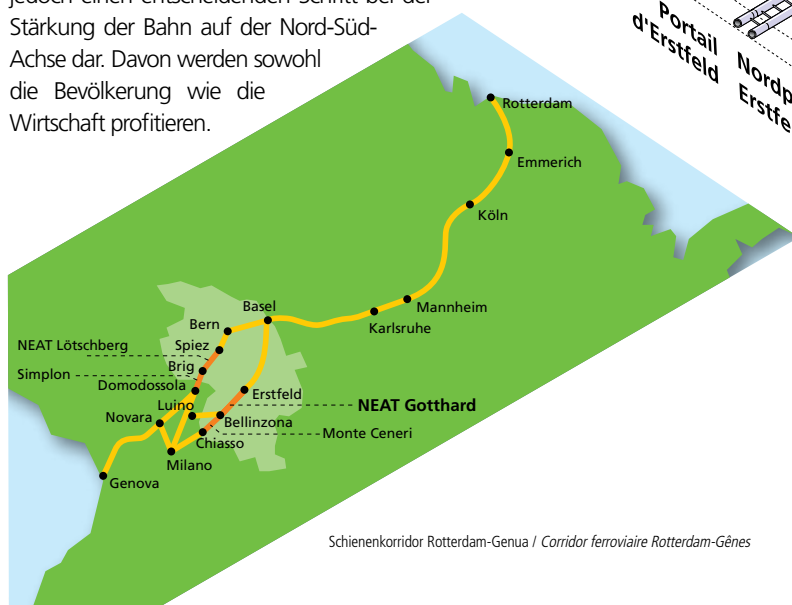 jedoch einen entscheidenden Schritt bei der
Stärkung der Bahn auf der Nord-Süd-
Achse dar. Davon werden sowohl
die Bevölkerung wie die
Wirtschaft profitieren.
Portail
d'Erstfeld
Rotterdam
Emmerich
Köln
Mannheim
Karlsruhe
Basel
Bern
Spiez
NEAT Lötschberg
Brig
Simplon
Domodossola
Erstfeld
Luino
NEAT Gotthard
Novara
Bellinzona
Monte Ceneri
Chiasso
Milano
Genova
Schienenkorridor Rotterdam-Genua / Corridor ferroviaire Rotterdam-Gênes